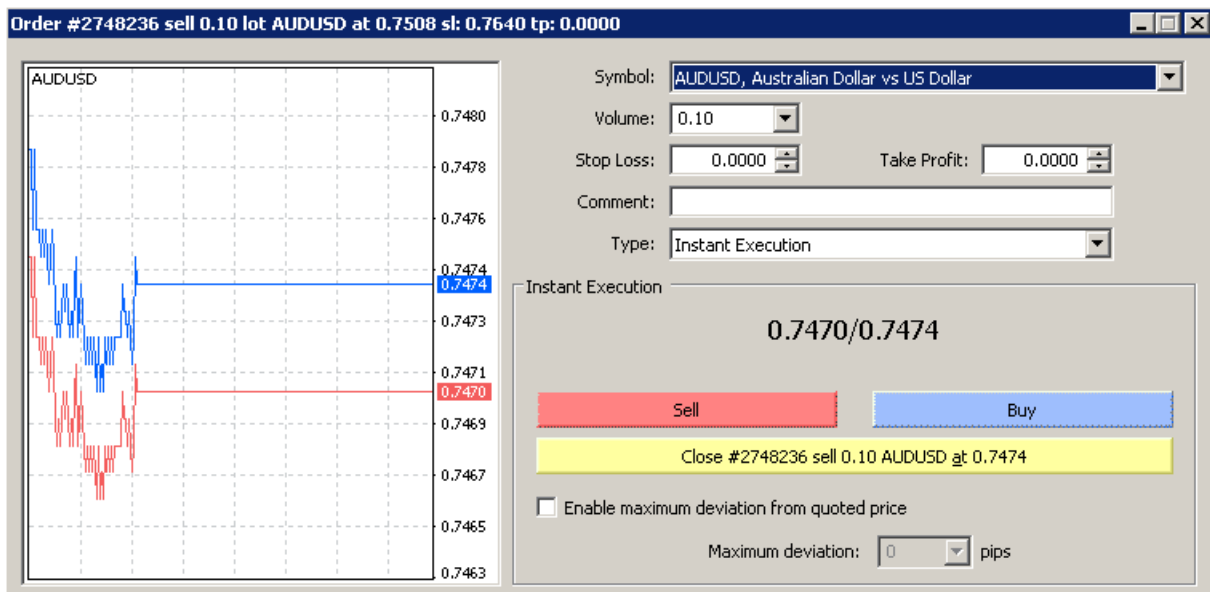 Order #2748236 sell 0.10 lot AUDUSD at 0.7508 sl: 0.7640 tp: 0.0000
AUDUSD
0.7480
0.7478
0.7476
0.7474
0.7474
0.7473
0.7471
0.7470
0.7469
0.7467
0.7465
0.7463
Symbol: AUDUSD, Australian Dollar vs US Dollar
Volume: 0.10
Stop Loss: 0.0000 Take Profit: 0.0000
Comment:
Type: Instant Execution
Instant Execution
0.7470/0.7474
Sell Buy
Close #2748236 sell 0.10 AUDUSD at 0.7474
Enable maximum deviation from quoted price
Maximum deviation: 0 pips